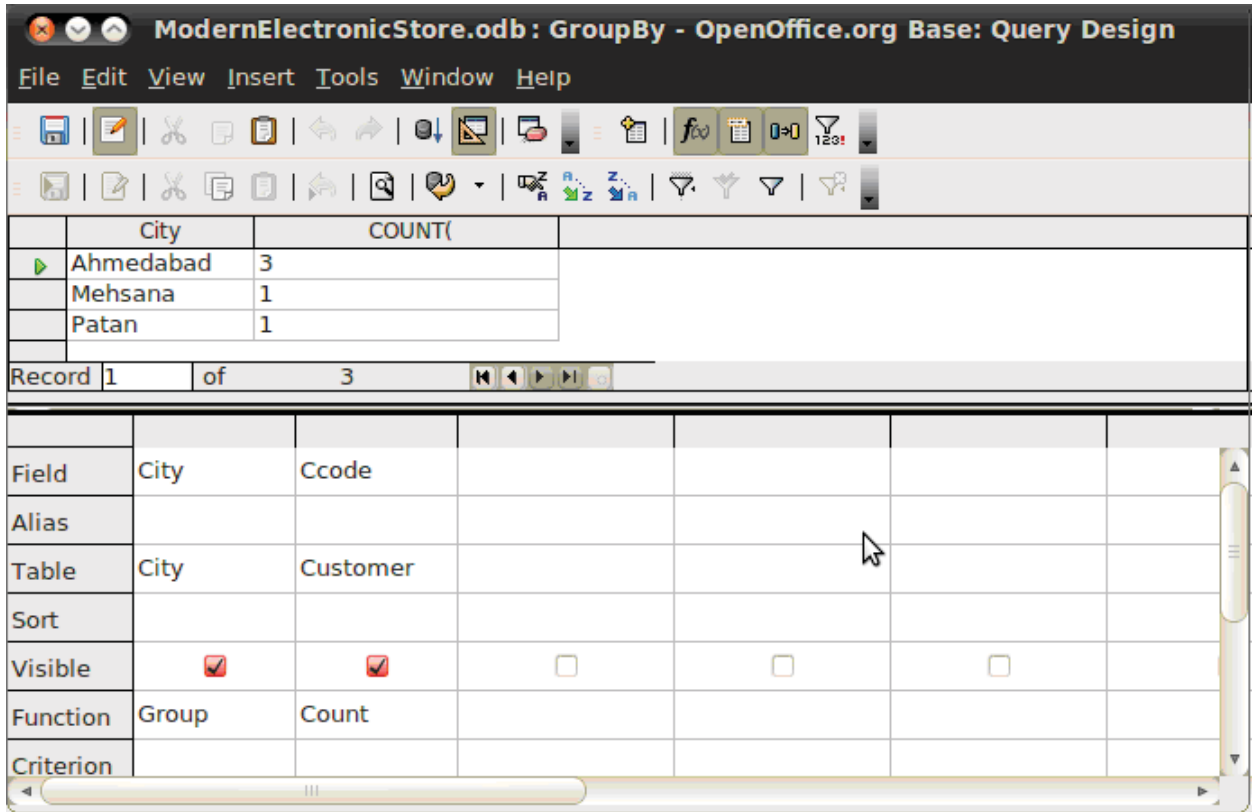 ModernElectronicStore.odb : GroupBy - OpenOffice.org Base: Query Design
File Edit View Insert Tools Window Help
f(x) 123!
Z A A Z Z A
City COUNT(
Ahmedabad 3
Mehsana 1
Patan 1
Record 1 of 3
Field City Ccode
Alias
Table City Customer
Sort
Visible
Function Group Count
Criterion